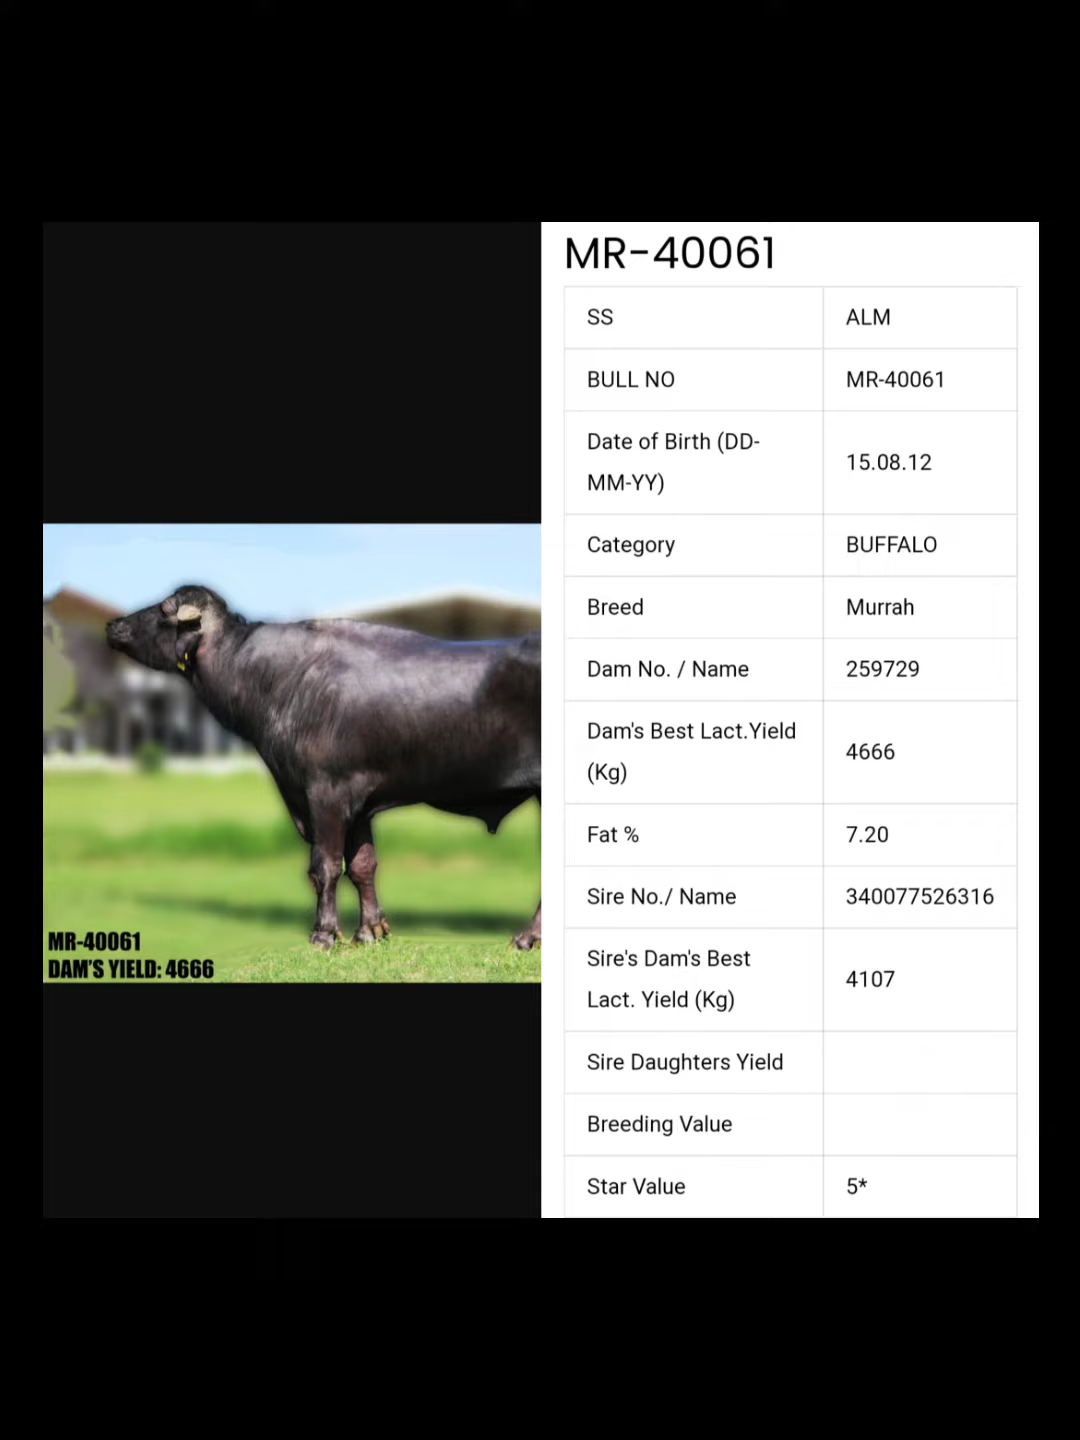 MR-40061
SS ALM
BULL NO MR-40061
Date of Birth (DD-
MM-YY) 15.08.12
Category BUFFALO
Breed Murrah
Dam No. / Name 259729
Dam's Best Lact.Yield
(Kg) 4666
Fat % 7.20
Sire No./ Name 340077526316
Sire's Dam's Best
Lact. Yield (Kg) 4107
Sire Daughters Yield
Breeding Value
Star Value 5*
MR-40061
DAM'S YIELD: 4666